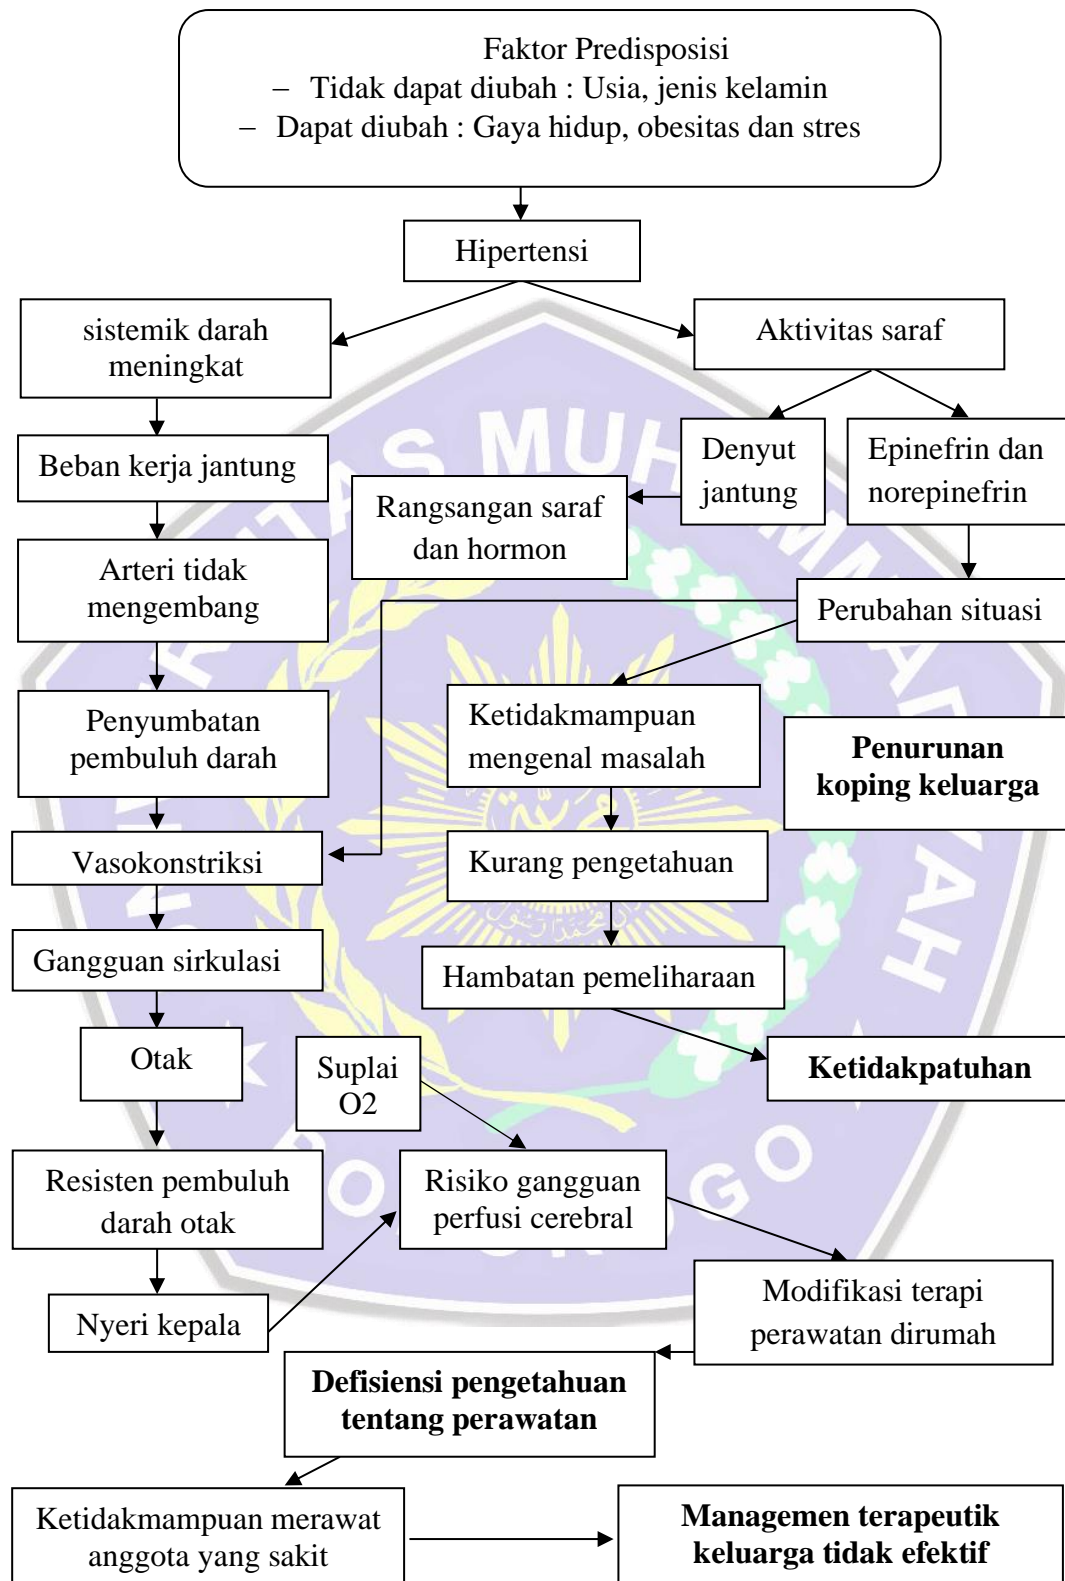 Faktor Predisposisi
– Tidak dapat diubah : Usia, jenis kelamin
– Dapat diubah : Gaya hidup, obesitas dan stres
Hipertensi
sistemik darah
meningkat
Aktivitas saraf
Beban kerja jantung
Denyut
jantung
Epinefrin dan
norepinefrin
Rangsangan saraf
dan hormon
Arteri tidak
mengembang
Perubahan situasi
Penyumbatan
pembuluh darah
Ketidakmampuan
mengenal masalah
Penurunan
koping keluarga
Vasokonstriksi
Kurang pengetahuan
Gangguan sirkulasi
Hambatan pemeliharaan
Otak
Suplai
O2
Ketidakpatuhan
Resisten pembuluh
darah otak
Risiko gangguan
perfusi cerebral
Nyeri kepala
Modifikasi terapi
perawatan dirumah
Defisiensi pengetahuan
tentang perawatan
Ketidakmampuan merawat
anggota yang sakit
Managemen terapeutik
keluarga tidak efektif